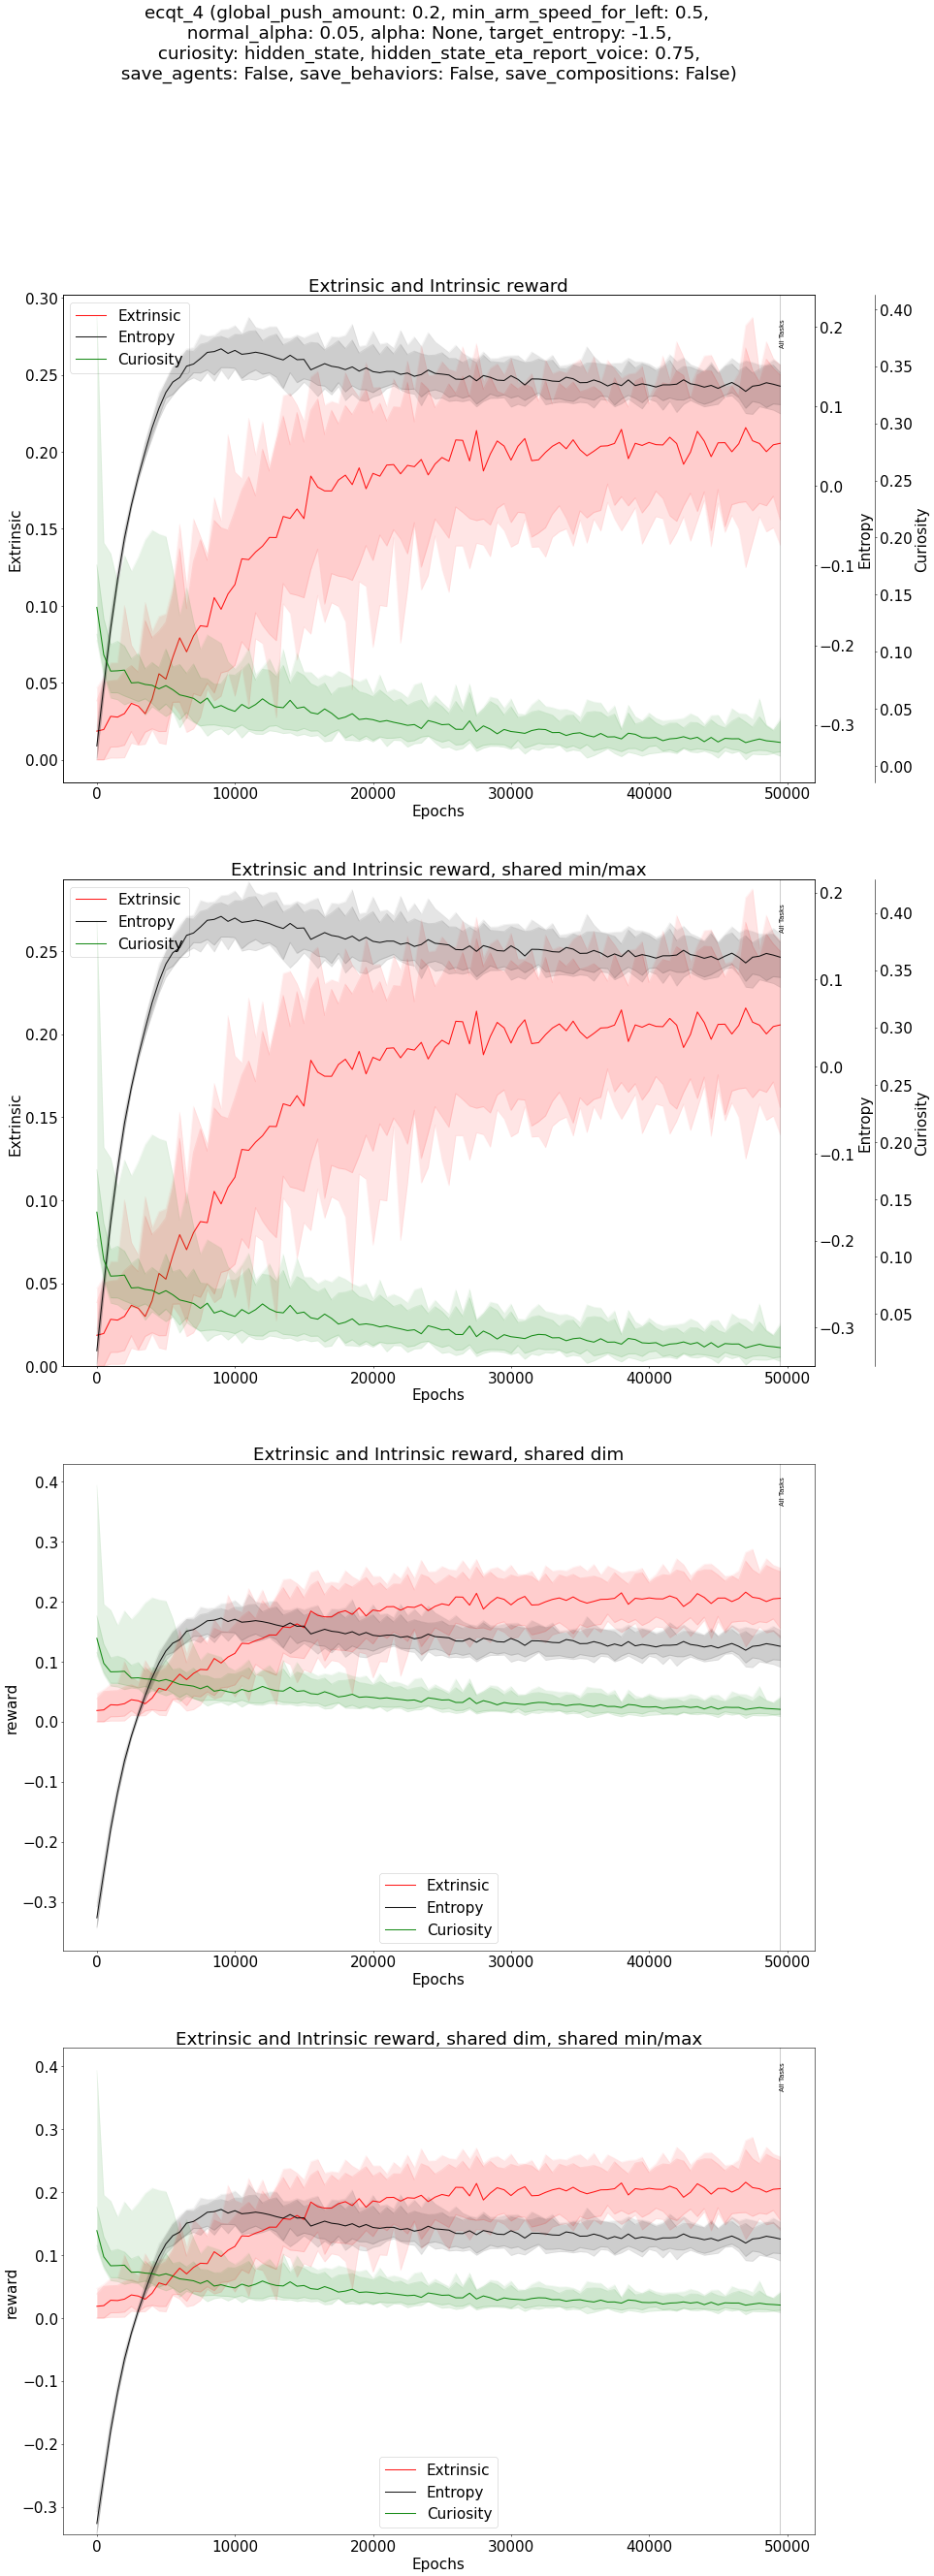 ecqt_4 (global_push_amount: 0.2, min_arm_speed_for_left: 0.5,
normal_alpha: 0.05, alpha: None, target_entropy: -1.5,
curiosity: hidden_state, hidden_state_eta_report_voice: 0.75,
save_agents: False, save_behaviors: False, save_compositions: False)
Extrinsic and Intrinsic reward
Extrinsic
Entropy
Curiosity
All Tasks
0.30
0.25
0.20
0.15
0.10
0.05
0.00
Extrinsic
0.2
0.1
0.0
−0.1
−0.2
−0.3
Entropy
0.40
0.35
0.30
0.25
0.20
0.15
0.10
0.05
0.00
Curiosity
0 10000 20000 30000 40000 50000
Epochs
Extrinsic and Intrinsic reward, shared min/max
Extrinsic
Entropy
Curiosity
All Tasks
0.25
0.20
0.15
0.10
0.05
0.00
Extrinsic
0.2
0.1
0.0
−0.1
−0.2
−0.3
Entropy
0.40
0.35
0.30
0.25
0.20
0.15
0.10
0.05
Curiosity
0 10000 20000 30000 40000 50000
Epochs
Extrinsic and Intrinsic reward, shared dim
All Tasks
0.4
0.3
0.2
0.1
0.0
−0.1
−0.2
−0.3
reward
Extrinsic
Entropy
Curiosity
0 10000 20000 30000 40000 50000
Epochs
Extrinsic and Intrinsic reward, shared dim, shared min/max
All Tasks
0.4
0.3
0.2
0.1
0.0
−0.1
−0.2
−0.3
reward
Extrinsic
Entropy
Curiosity
0 10000 20000 30000 40000 50000
Epochs